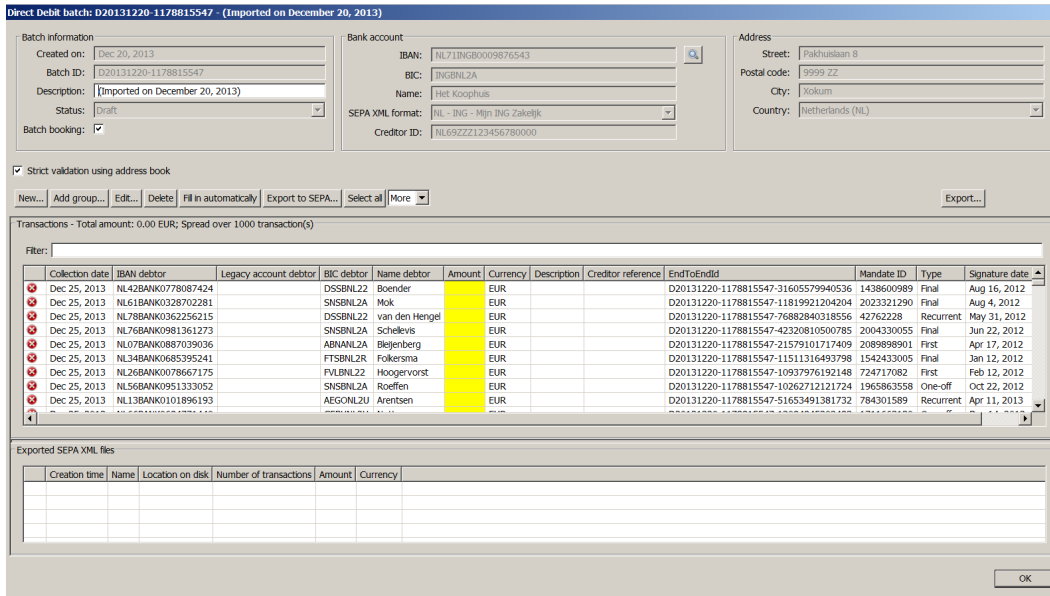 Direct Debit batch: D20131220-1178815547 - (Imported on December 20, 2013)
Batch information
Created on: Dec 20, 2013
Batch ID: D20131220-1178815547
Description: (Imported on December 20, 2013)
Status: Draft
Batch booking:
Bank account
IBAN: NL71INGB0009876543
BIC: INGBNL2A
Name: Het Koophuis
SEPA XML format: NL - ING - Mijn ING Zakelijk
Creditor ID: NL69ZZZ123456780000
Address
Street: Pakhuislaan 8
Postal code: 9999 ZZ
City: Xokum
Country: Netherlands (NL)
Strict validation using address book
New... Add group... Edit... Delete Fill in automatically Export to SEPA... Select all More Export...
Transactions - Total amount: 0.00 EUR; Spread over 1000 transaction(s)
Filter:
Collection date IBAN debtor Legacy account debtor BIC debtor Name debtor Amount Currency Description Creditor reference EndToEndId Mandate ID Type Signature date
Dec 25, 2013 NL42BANK0778087424 DSSBNL22 Boender EUR D20131220-1178815547-31605579940536 1438600989 Final Aug 16, 2012
Dec 25, 2013 NL61BANK0328702281 SNSBNL2A Mok EUR D20131220-1178815547-11819921204204 2023321290 Final Aug 4, 2012
Dec 25, 2013 NL78BANK0362256215 DSSBNL22 van den Hengel EUR D20131220-1178815547-76882840318556 42762228 Recurrent May 31, 2012
Dec 25, 2013 NL76BANK0981361273 SNSBNL2A Schellevis EUR D20131220-1178815547-42320810500785 2004330055 Final Jun 22, 2012
Dec 25, 2013 NL07BANK0887039036 ABNANL2A Bleijenberg EUR D20131220-1178815547-21579101717409 2089898901 First Apr 17, 2012
Dec 25, 2013 NL34BANK0685395241 FTSBNL2R Folkersma EUR D20131220-1178815547-11511316493798 1542433005 Final Jan 12, 2012
Dec 25, 2013 NL26BANK0078667175 FVLBNL22 Hoogervorst EUR D20131220-1178815547-10937976192148 724717082 First Feb 12, 2012
Dec 25, 2013 NL56BANK0951333052 SNSBNL2A Roeffen EUR D20131220-1178815547-10262712121724 1965863558 One-off Oct 22, 2012
Dec 25, 2013 NL13BANK0101896193 AEGONL2U Arentsen EUR D20131220-1178815547-51653491381732 784301589 Recurrent Apr 11, 2013
Exported SEPA XML files
Creation time Name Location on disk Number of transactions Amount Currency
OK